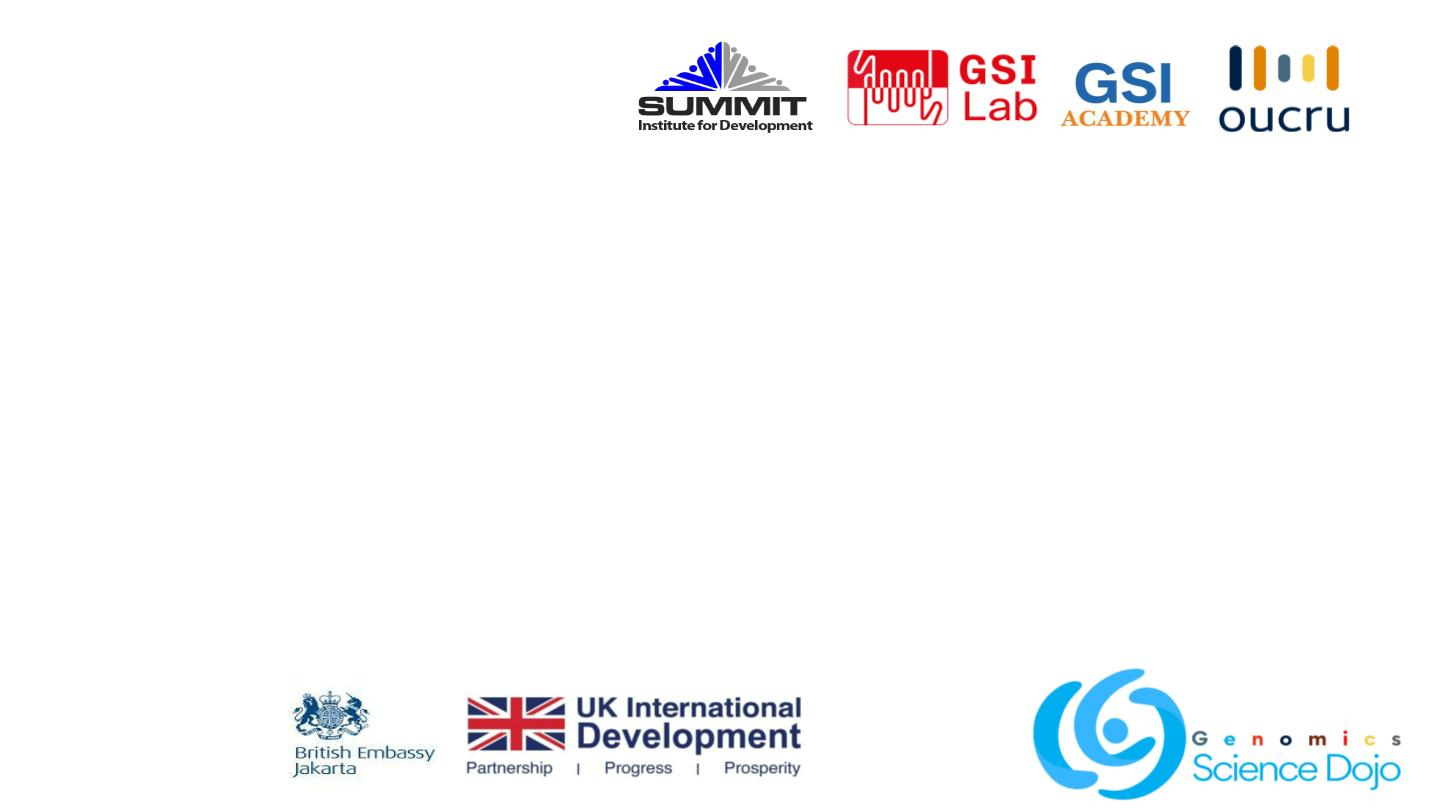 SUMMIT
Institute for Development
GSI
Lab
GSI
ACADEMY
oucru
British Embassy
Jakarta
UK International
Development
Partnership | Progress | Prosperity
Genomics
Science Dojo